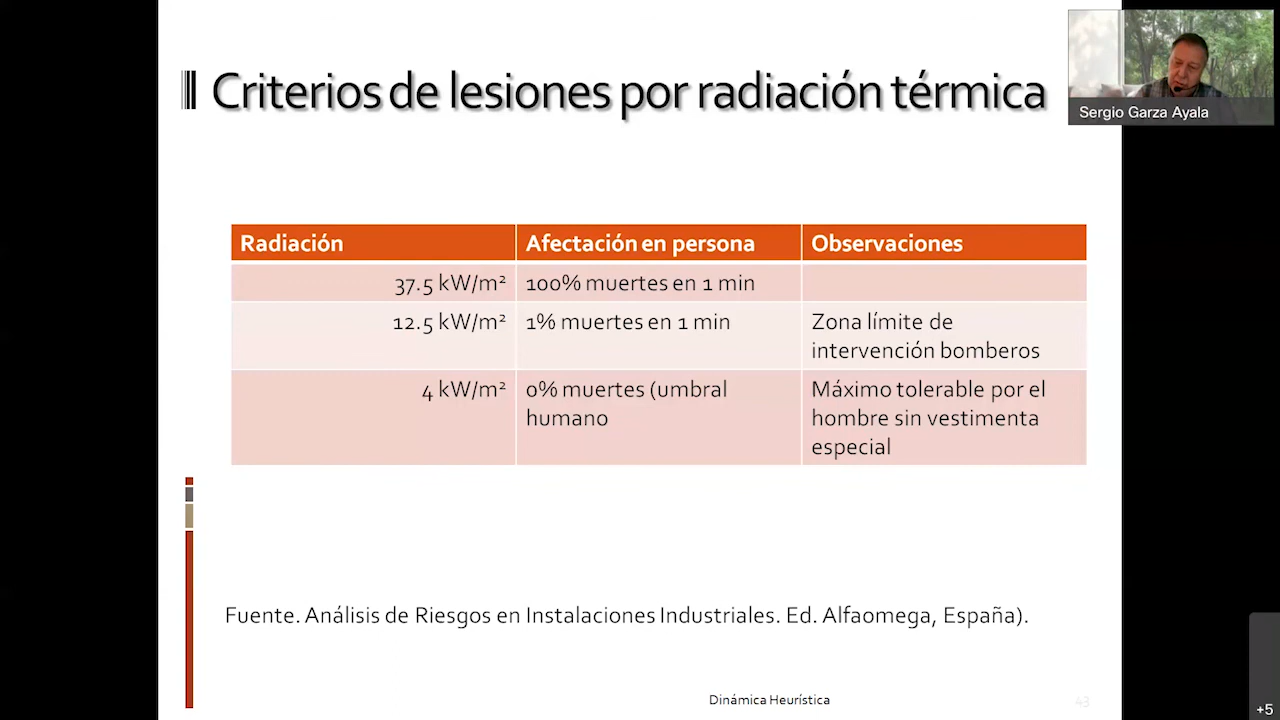 Criterios de lesiones por radiación térmica
Sergio Garza Ayala
Radiación Afectación en persona Observaciones
37.5 kW/m² 100% muertes en 1 min
12.5 kW/m² 1% muertes en 1 min Zona límite de
intervención bomberos
4 kW/m² 0% muertes (umbral Máximo tolerable por el
humano hombre sin vestimenta
especial
Fuente. Análisis de Riesgos en Instalaciones Industriales. Ed. Alfaomega, España).
Dinámica Heurística 43
+5